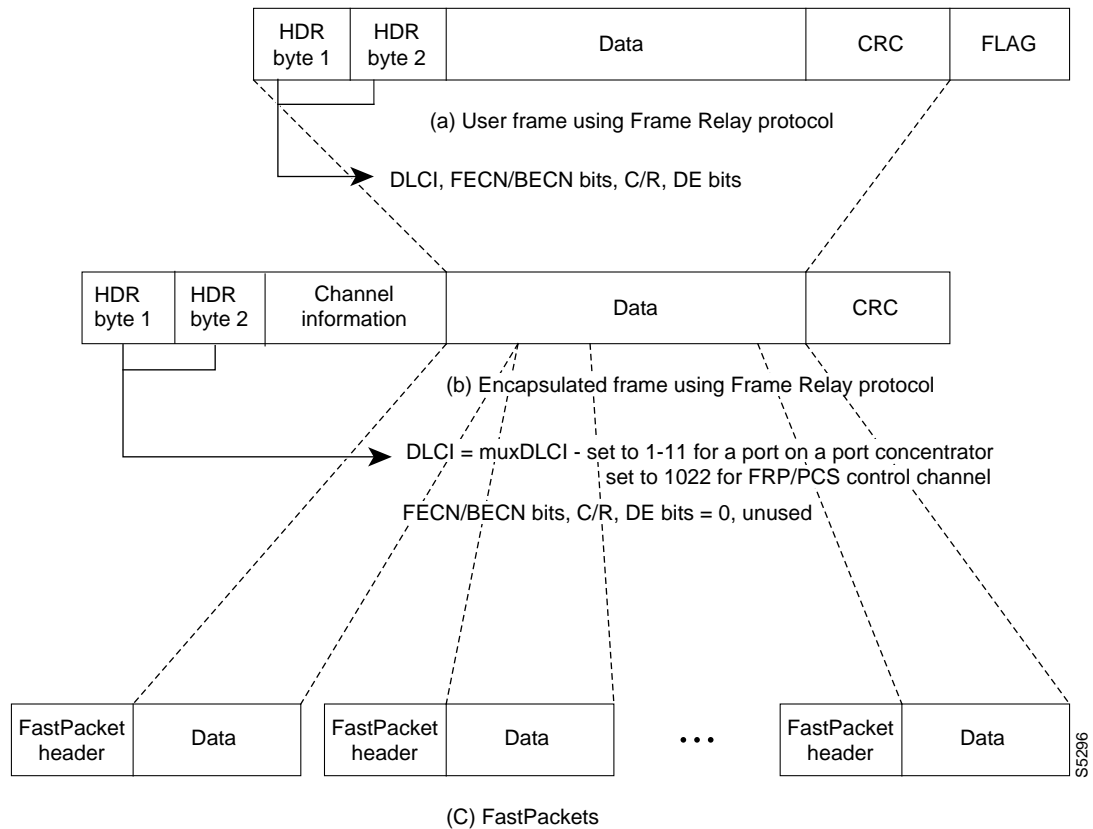 HDR
byte 1
HDR
byte 2
Data
CRC
FLAG
(a) User frame using Frame Relay protocol
DLCI, FECN/BECN bits, C/R, DE bits
HDR
byte 1
HDR
byte 2
Channel
information
Data
CRC
(b) Encapsulated frame using Frame Relay protocol
DLCI = muxDLCI - set to 1-11 for a port on a port concentrator
set to 1022 for FRP/PCS control channel
FECN/BECN bits, C/R, DE bits = 0, unused
FastPacket
header
Data
FastPacket
header
Data
• • •
FastPacket
header
Data
S5296
(C) FastPackets